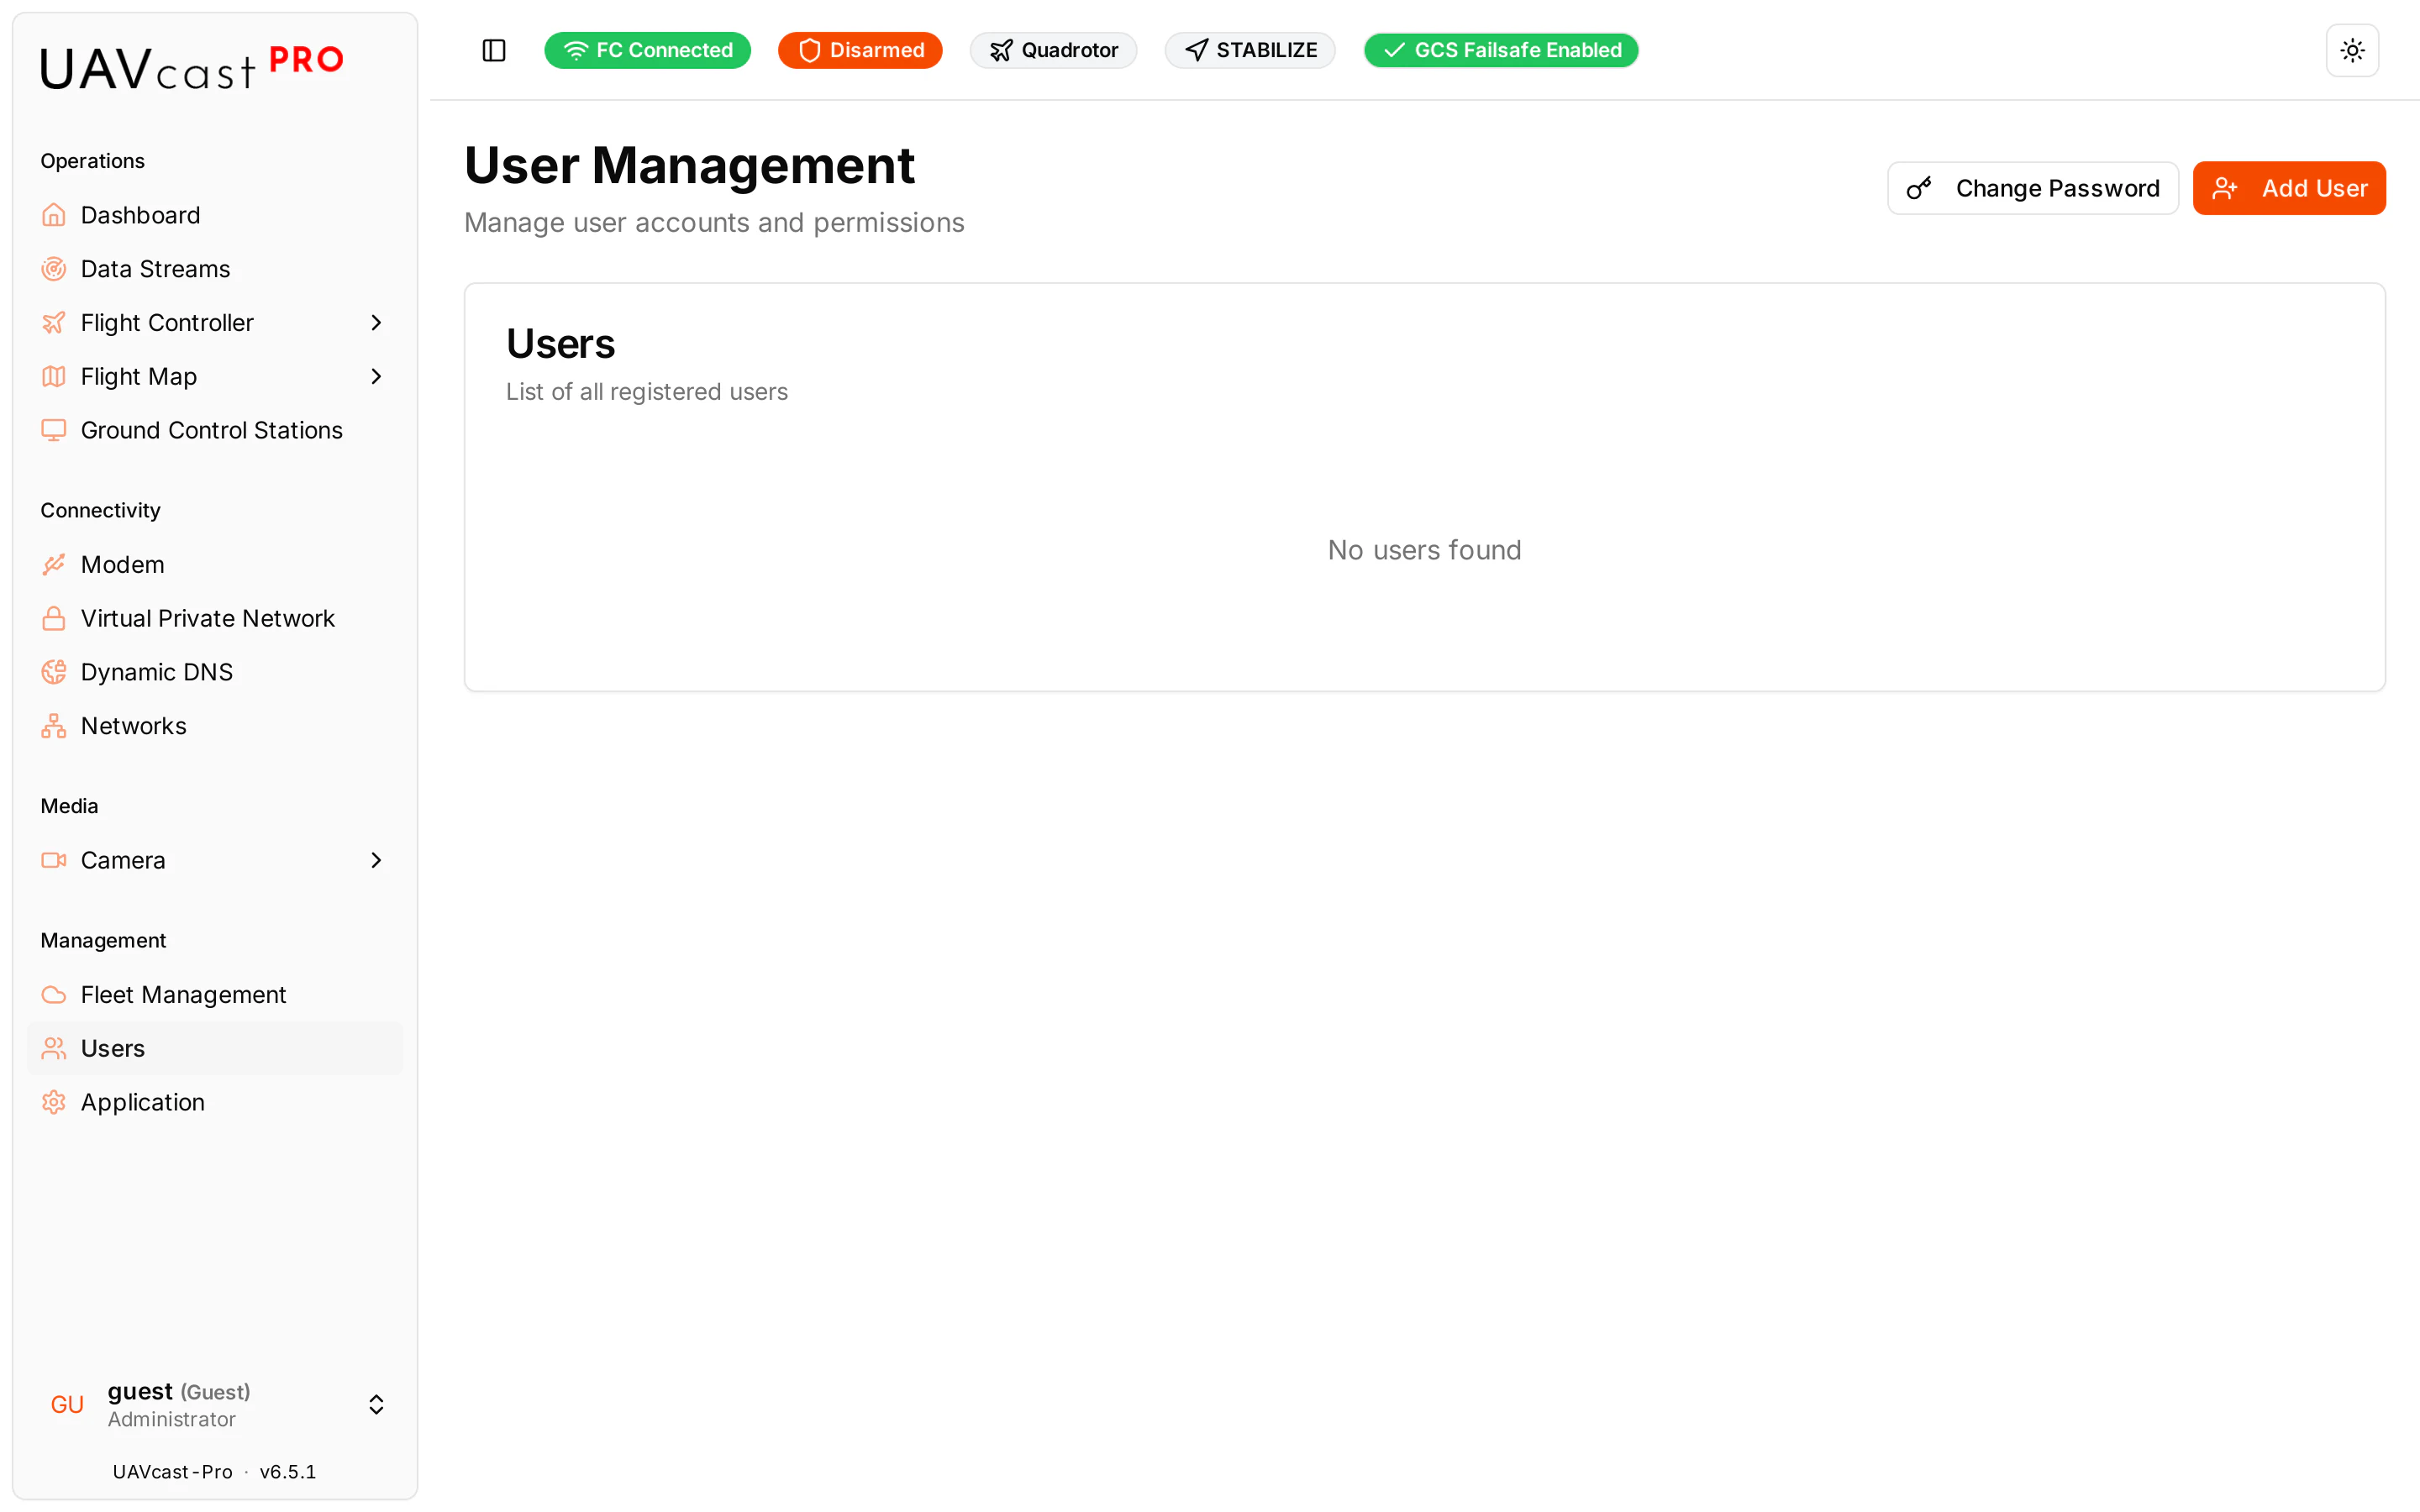 UAVcast PRO
Operations
Dashboard
Data Streams
Flight Controller
Flight Map
Ground Control Stations
Connectivity
Modem
Virtual Private Network
Dynamic DNS
Networks
Media
Camera
Management
Fleet Management
Users
Application
GU
guest (Guest)
Administrator
UAVcast-Pro · v6.5.1
FC Connected
Disarmed
Quadrotor
STABILIZE
GCS Failsafe Enabled
User Management
Manage user accounts and permissions
Change Password
Add User
Users
List of all registered users
No users found